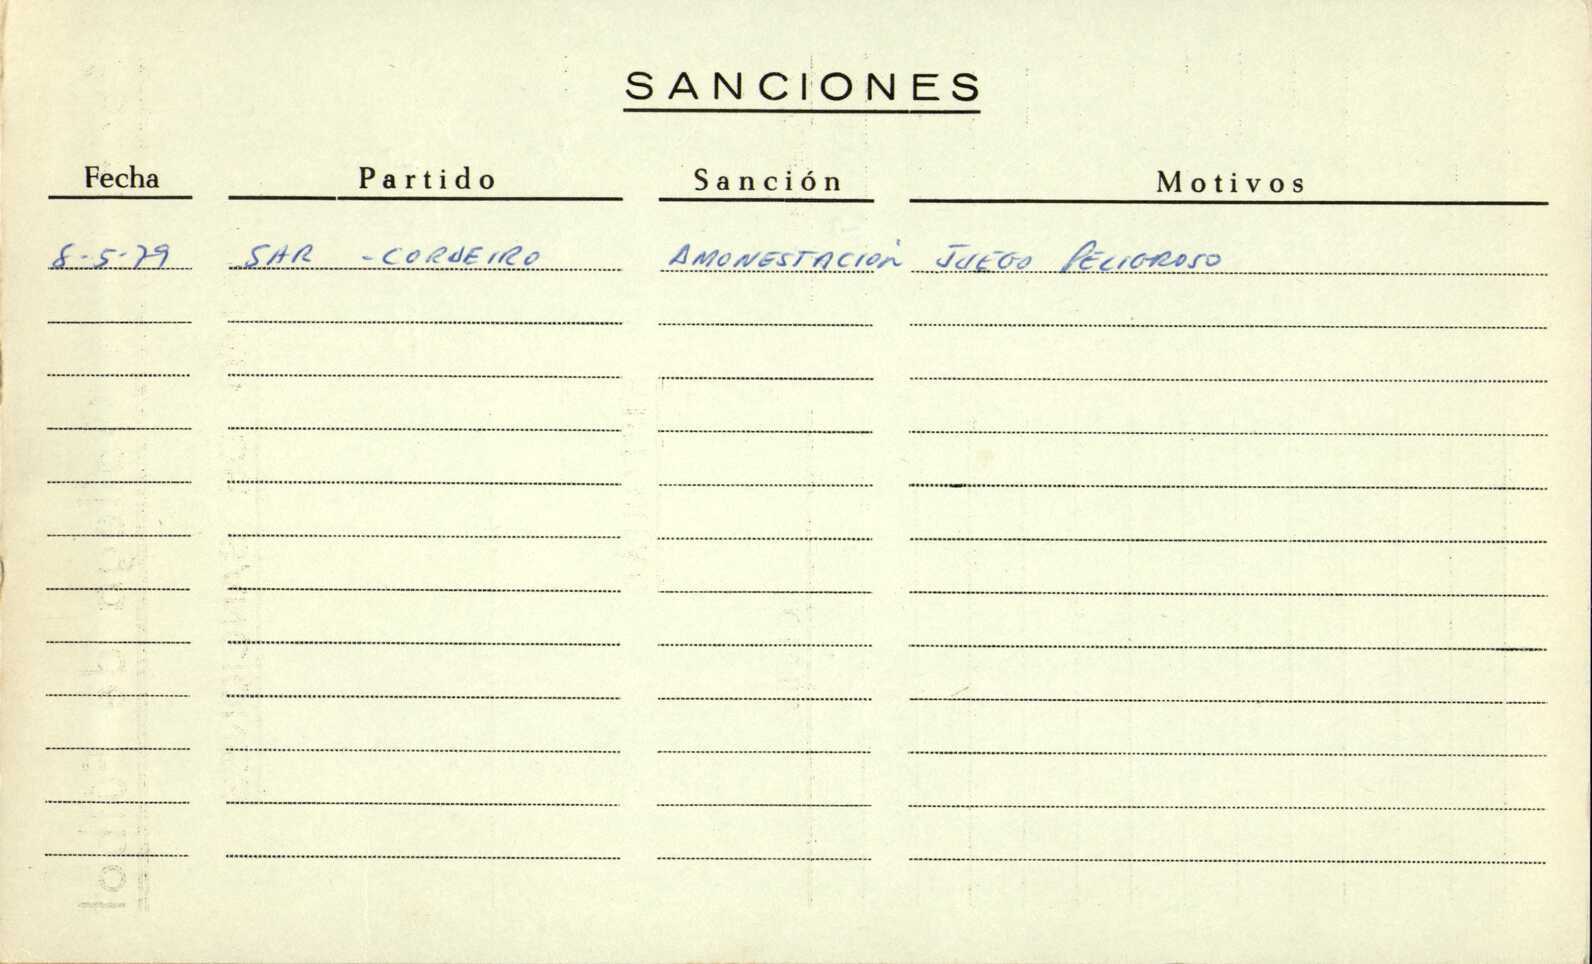 SANCIONES
Fecha Partido Sanción Motivos
8-5-79 SAR - CORDEIRO AMONESTACIÓN JUEGO PELIGROSO